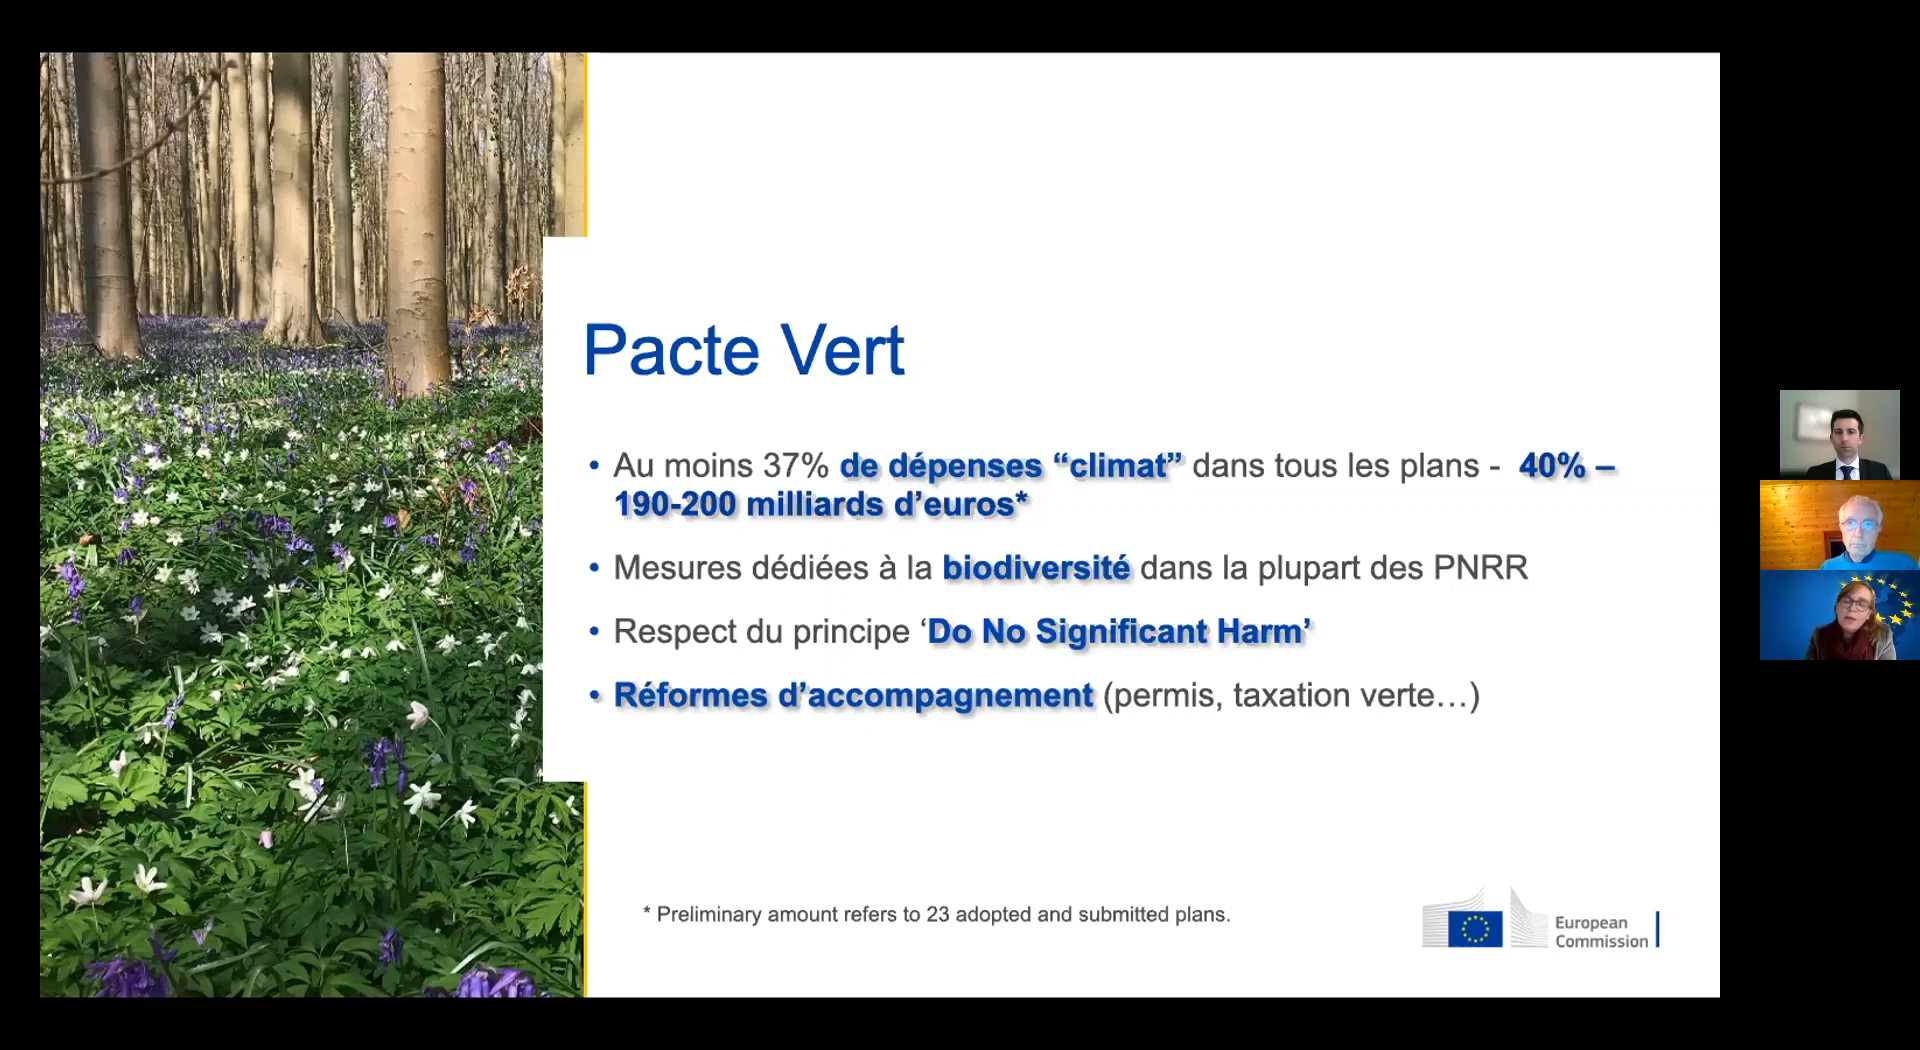 Pacte Vert
• Au moins 37% de dépenses “climat” dans tous les plans - 40% –
190-200 milliards d’euros*
• Mesures dédiées à la biodiversité dans la plupart des PNRR
• Respect du principe ‘Do No Significant Harm’
• Réformes d’accompagnement (permis, taxation verte…)
* Preliminary amount refers to 23 adopted and submitted plans.
European
Commission